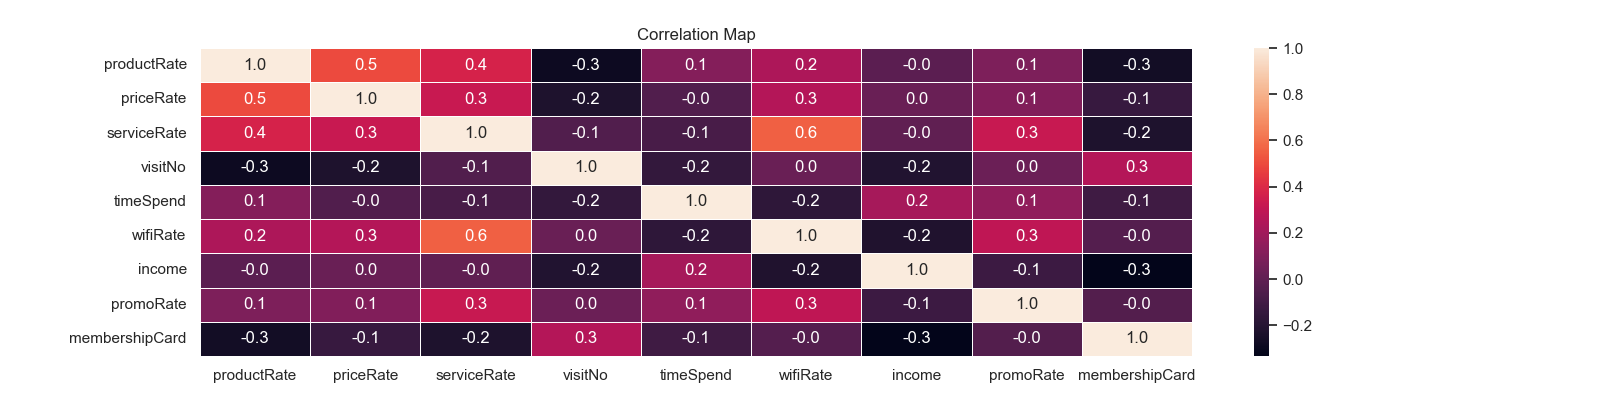 Correlation Map
productRate 1.0 0.5 0.4 -0.3 0.1 0.2 -0.0 0.1 -0.3
priceRate 0.5 1.0 0.3 -0.2 -0.0 0.3 0.0 0.1 -0.1
serviceRate 0.4 0.3 1.0 -0.1 -0.1 0.6 -0.0 0.3 -0.2
visitNo -0.3 -0.2 -0.1 1.0 -0.2 0.0 -0.2 0.0 0.3
timeSpend 0.1 -0.0 -0.1 -0.2 1.0 -0.2 0.2 0.1 -0.1
wifiRate 0.2 0.3 0.6 0.0 -0.2 1.0 -0.2 0.3 -0.0
income -0.0 0.0 -0.0 -0.2 0.2 -0.2 1.0 -0.1 -0.3
promoRate 0.1 0.1 0.3 0.0 0.1 0.3 -0.1 1.0 -0.0
membershipCard -0.3 -0.1 -0.2 0.3 -0.1 -0.0 -0.3 -0.0 1.0
productRate priceRate serviceRate visitNo timeSpend wifiRate income promoRate membershipCard
1.0
0.8
0.6
0.4
0.2
0.0
−0.2